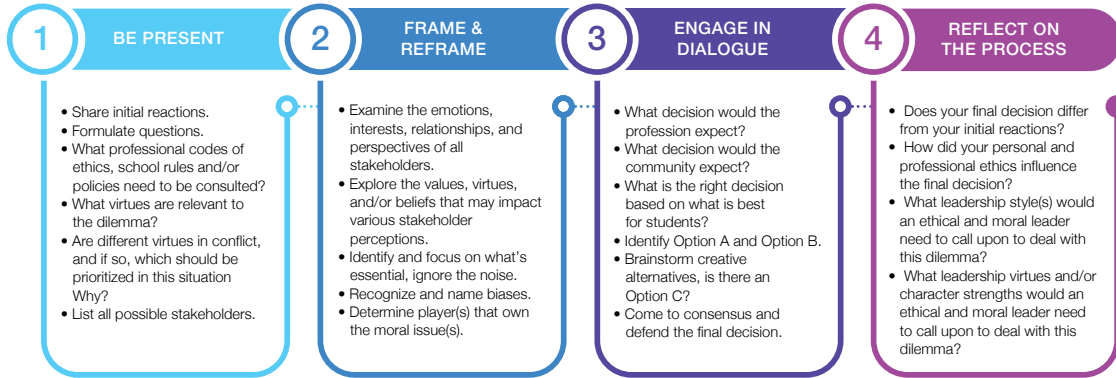 1
BE PRESENT
• Share initial reactions.
• Formulate questions.
• What professional codes of
ethics, school rules and/or
policies need to be consulted?
• What virtues are relevant to
the dilemma?
• Are different virtues in conflict,
and if so, which should be
prioritized in this situation
Why?
• List all possible stakeholders.
2
FRAME &
REFRAME
• Examine the emotions,
interests, relationships, and
perspectives of all
stakeholders.
• Explore the values, virtues,
and/or beliefs that may impact
various stakeholder
perceptions.
• Identify and focus on what's
essential, ignore the noise.
• Recognize and name biases.
• Determine player(s) that own
the moral issue(s).
3
ENGAGE IN
DIALOGUE
• What decision would the
profession expect?
• What decision would the
community expect?
• What is the right decision
based on what is best
for students?
• Identify Option A and Option B.
• Brainstorm creative
alternatives, is there an
Option C?
• Come to consensus and
defend the final decision.
4
REFLECT ON
THE PROCESS
• Does your final decision differ
from your initial reactions?
• How did your personal and
professional ethics influence
the final decision?
• What leadership style(s) would
an ethical and moral leader
need to call upon to deal with
this dilemma?
• What leadership virtues and/or
character strengths would an
ethical and moral leader need
to call upon to deal with this
dilemma?